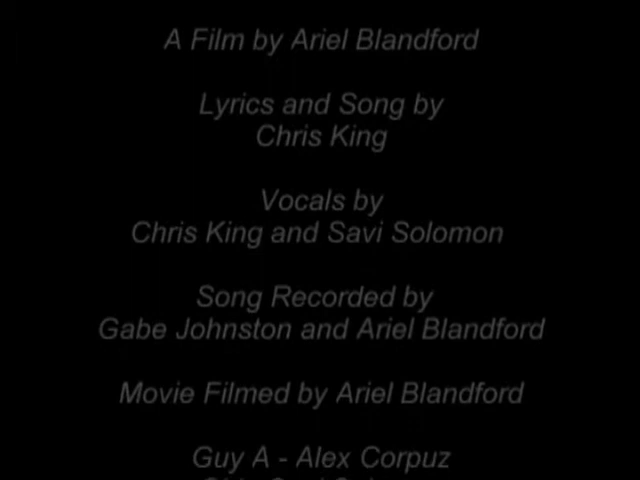 A Film by Ariel Blandford
Lyrics and Song by
Chris King
Vocals by
Chris King and Savi Solomon
Song Recorded by
Gabe Johnston and Ariel Blandford
Movie Filmed by Ariel Blandford
Guy A - Alex Corpuz